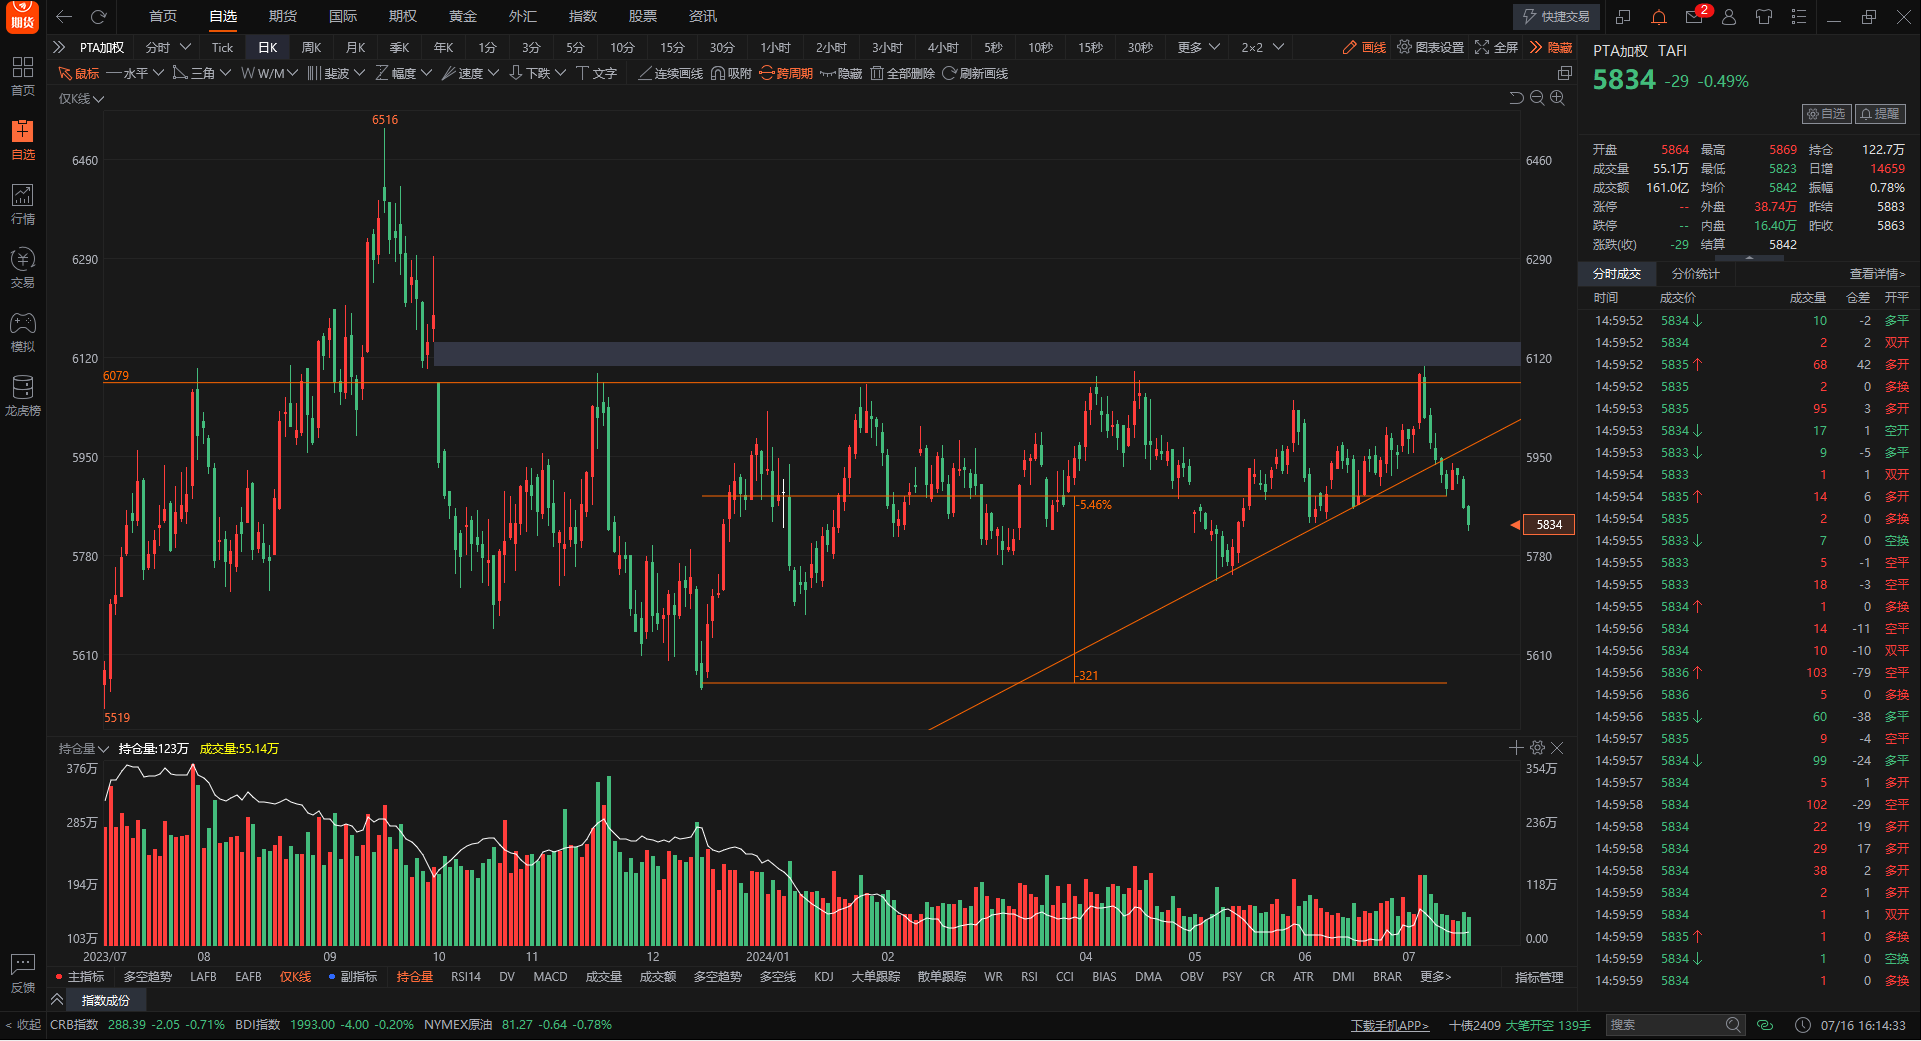 期货 首页 自选 期货 国际 期权 黄金 外汇 指数 股票 资讯 快捷交易 2
PTA加权 分时 Tick 日K 周K 月K 季K 年K 1分 3分 5分 10分 15分 30分 1小时 2小时 3小时 4小时 5秒 10秒 15秒 30秒 更多 2×2 画线 图表设置 全屏 隐藏
鼠标 水平 三角 W/M 斐波 幅度 速度 下跌 文字 连续画线 吸附 跨周期 隐藏 全部删除 刷新画线
首页
自选
行情
交易
模拟
龙虎榜
反馈
< 收起
仅K线
6516
6460 6460
6290 6290
6120 6120
6079
5950 5950
-5.46%
5834
5780 5780
5610 5610
-321
5519
持仓量 持仓量:123万 成交量:55.14万
376万 354万
285万 236万
194万 118万
103万 0.00
2023/07 08 09 10 11 12 2024/01 02 04 05 06 07
主指标 多空趋势 LAFB EAFB 仅K线 副指标 持仓量 RSI14 DV MACD 成交量 成交额 多空趋势 多空线 KDJ 大单跟踪 散单跟踪 WR RSI CCI BIAS DMA OBV PSY CR ATR DMI BRAR 更多> 指标管理
指数成份
PTA加权 TAFI
5834 -29 -0.49%
自选 提醒
开盘 5864 最高 5869 持仓 122.7万
成交量 55.1万 最低 5823 日增 14659
成交额 161.0亿 均价 5842 振幅 0.78%
涨停 -- 外盘 38.74万 昨结 5883
跌停 -- 内盘 16.40万 昨收 5863
涨跌(收) -29 结算 5842
分时成交 分价统计 查看详情>
时间 成交价 成交量 仓差 开平
14:59:52 5834↓ 10 -2 多平
14:59:52 5834 2 2 双开
14:59:52 5835↑ 68 42 多开
14:59:52 5835 2 0 多换
14:59:53 5835 95 3 多开
14:59:53 5834↓ 17 1 空开
14:59:53 5833↓ 9 -5 多平
14:59:54 5833 1 1 双开
14:59:54 5835↑ 14 6 多开
14:59:54 5835 2 0 多换
14:59:55 5833↓ 7 0 空换
14:59:55 5833 5 -1 空平
14:59:55 5833 18 -3 空平
14:59:55 5834↑ 1 0 多换
14:59:56 5834 14 -11 空平
14:59:56 5834 10 -10 双平
14:59:56 5836↑ 103 -79 空平
14:59:56 5836 5 0 多换
14:59:56 5835↓ 60 -38 多平
14:59:57 5835 9 -4 空平
14:59:57 5834↓ 99 -24 多平
14:59:57 5834 5 1 多开
14:59:58 5834 102 -29 空平
14:59:58 5834 22 19 多开
14:59:58 5834 29 17 多开
14:59:58 5834 38 2 多开
14:59:59 5834 2 1 多开
14:59:59 5834 1 1 双开
14:59:59 5835↑ 1 0 多换
14:59:59 5834↓ 1 0 空换
14:59:59 5834 1 0 多换
CRB指数 288.39 -2.05 -0.71% BDI指数 1993.00 -4.00 -0.20% NYMEX原油 81.27 -0.64 -0.78% 下载手机APP> 十债2409 大笔开空 139手 搜索 07/16 16:14:33